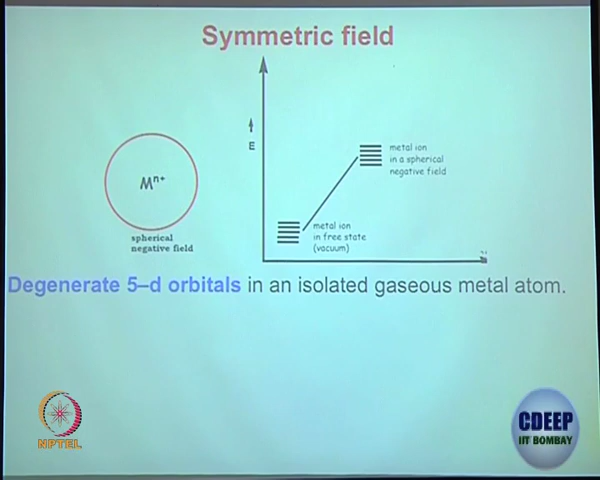 Symmetric field
E
Mⁿ⁺
spherical
negative field
metal ion
in a spherical
negative field
metal ion
in free state
(vacuum)
Degenerate 5–d orbitals in an isolated gaseous metal atom.
NPTEL
CDEEP
IIT BOMBAY